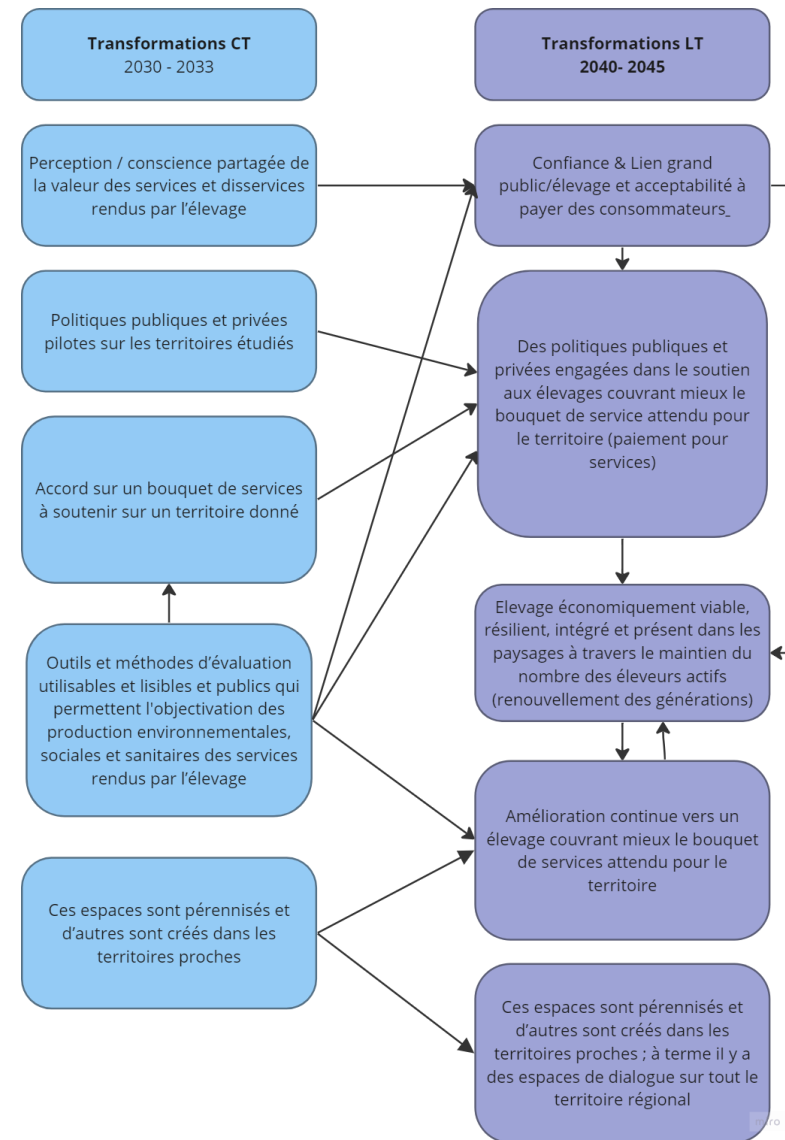 Transformations CT
2030 - 2033
Perception / conscience partagée de
la valeur des services et disservices
rendus par l’élevage
Politiques publiques et privées
pilotes sur les territoires étudiés
Accord sur un bouquet de services
à soutenir sur un territoire donné
Outils et méthodes d’évaluation
utilisables et lisibles et publics qui
permettent l'objectivation des
production environnementales,
sociales et sanitaires des services
rendus par l’élevage
Ces espaces sont pérennisés et
d’autres sont créés dans les
territoires proches
Transformations LT
2040- 2045
Confiance & Lien grand
public/élevage et acceptabilité à
payer des consommateurs_
Des politiques publiques et
privées engagées dans le soutien
aux élevages couvrant mieux le
bouquet de service attendu pour
le territoire (paiement pour
services)
Elevage économiquement viable,
résilient, intégré et présent dans les
paysages à travers le maintien du
nombre des éleveurs actifs
(renouvellement des générations)
Amélioration continue vers un
élevage couvrant mieux le bouquet
de services attendu pour le
territoire
Ces espaces sont pérennisés et
d’autres sont créés dans les
territoires proches ; à terme il y a
des espaces de dialogue sur tout le
territoire régional
miro